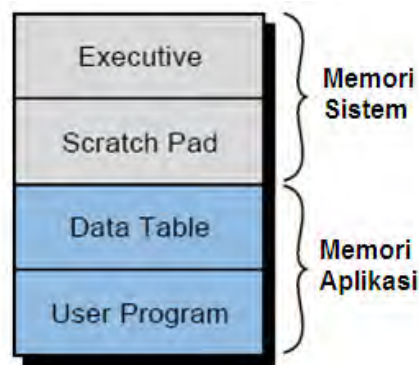 Executive
Scratch Pad
Memori
Sistem
Data Table
User Program
Memori
Aplikasi